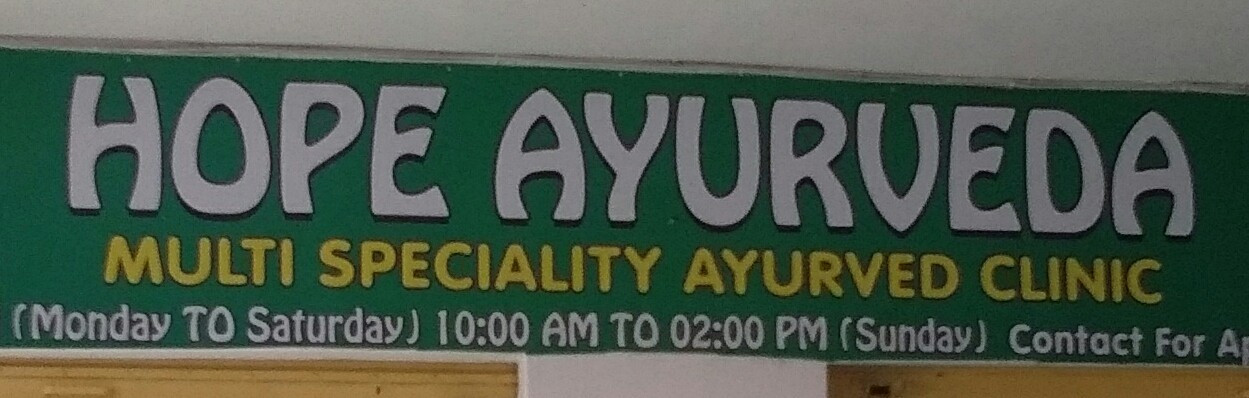 HOPE AYURVEDA
MULTI SPECIALITY AYURVED CLINIC
(Monday TO Saturday) 10:00 AM TO 02:00 PM (Sunday) Contact For